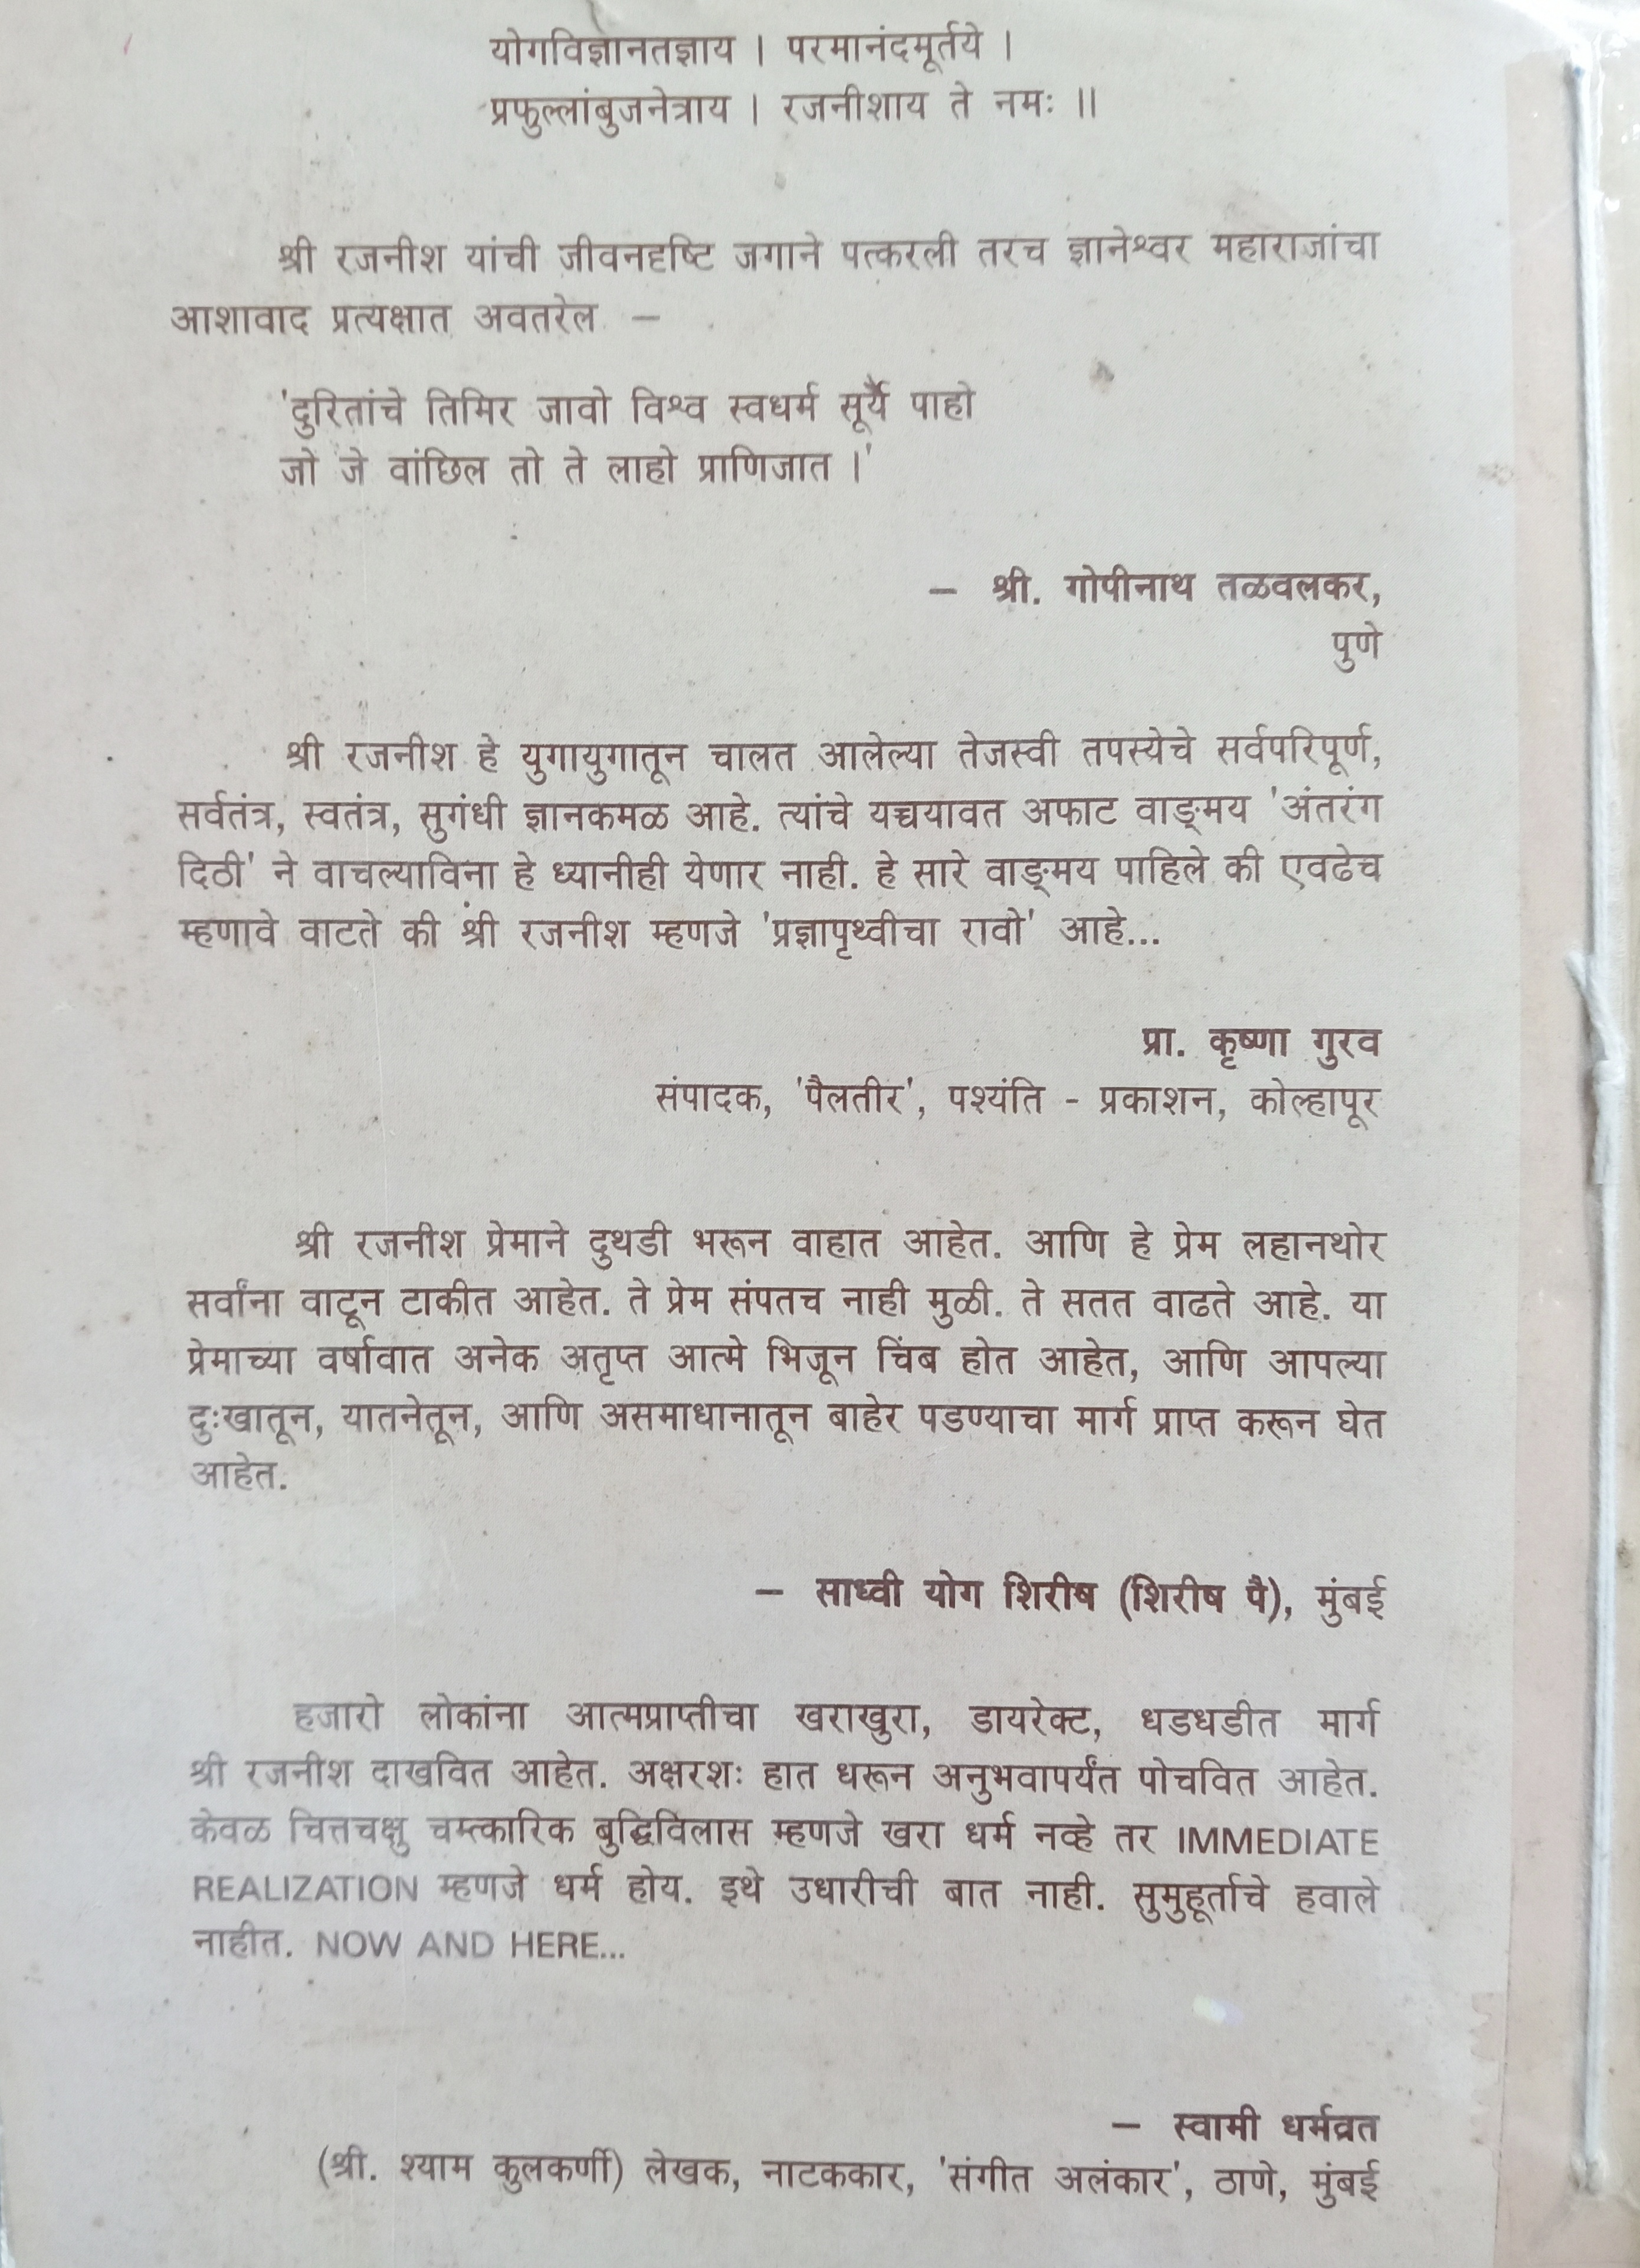 योगविज्ञानतज्ञाय । परमानंदमूर्तये ।
प्रफुल्लांबुजनेत्राय । रजनीशाय ते नमः ॥
श्री रजनीश यांची जीवनदृष्टि जगाने पत्करली तरच ज्ञानेश्वर महाराजांचा
आशावाद प्रत्यक्षात अवतरेल –
'दुरितांचे तिमिर जावो विश्व स्वधर्म सूर्यें पाहो
जो जे वांछिल तो ते लाहो प्राणिजात ।'
– श्री. गोपीनाथ तळवलकर,
पुणे
श्री रजनीश हे युगायुगातून चालत आलेल्या तेजस्वी तपस्येचे सर्वपरिपूर्ण,
सर्वतंत्र, स्वतंत्र, सुगंधी ज्ञानकमळ आहे. त्यांचे यच्चयावत अफाट वाङ्मय 'अंतरंग
दिठी' ने वाचल्याविना हे ध्यानीही येणार नाही. हे सारे वाङ्मय पाहिले की एवढेच
म्हणावे वाटते की श्री रजनीश म्हणजे 'प्रज्ञापृथ्वीचा रावो' आहे...
प्रा. कृष्णा गुरव
संपादक, 'पैलतीर', पश्यंति - प्रकाशन, कोल्हापूर
श्री रजनीश प्रेमाने दुथडी भरून वाहात आहेत. आणि हे प्रेम लहानथोर
सर्वांना वाटून टाकीत आहेत. ते प्रेम संपतच नाही मुळी. ते सतत वाढते आहे. या
प्रेमाच्या वर्षावात अनेक अतृप्त आत्मे भिजून चिंब होत आहेत, आणि आपल्या
दुःखातून, यातनेतून, आणि असमाधानातून बाहेर पडण्याचा मार्ग प्राप्त करून घेत
आहेत.
– साध्वी योग शिरीष (शिरीष पै), मुंबई
हजारो लोकांना आत्मप्राप्तीचा खराखुरा, डायरेक्ट, धडधडीत मार्ग
श्री रजनीश दाखवित आहेत. अक्षरशः हात धरून अनुभवापर्यंत पोचवित आहेत.
केवळ चित्तचक्षु चमत्कारिक बुद्धिविलास म्हणजे खरा धर्म नव्हे तर IMMEDIATE
REALIZATION म्हणजे धर्म होय. इथे उधारीची बात नाही. सुमुहूर्ताचे हवाले
नाहीत. NOW AND HERE...
– स्वामी धर्मव्रत
(श्री. श्याम कुलकर्णी) लेखक, नाटककार, 'संगीत अलंकार', ठाणे, मुंबई